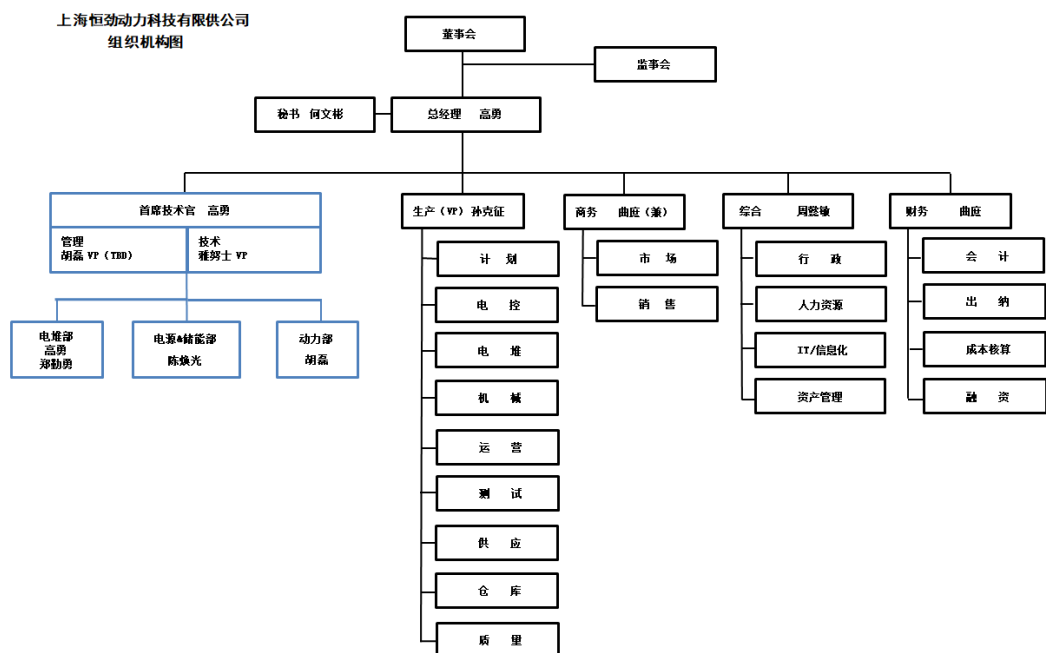 上海恒劲动力科技有限供公司
组织机构图
董事会
监事会
秘书 何文彬
总经理 高勇
首席技术官 高勇
管理
胡磊 VP（TBD）
技术
雅努士 VP
电堆部
高勇
郑勤勇
电源&储能部
陈焕光
动力部
胡磊
生产（VP）孙克征
计 划
电 控
电 堆
机 械
运 营
测 试
供 应
仓 库
质 量
商务 曲庭（兼）
市 场
销 售
综合 周懿敏
行 政
人力资源
IT/信息化
资产管理
财务 曲庭
会 计
出 纳
成本核算
融 资